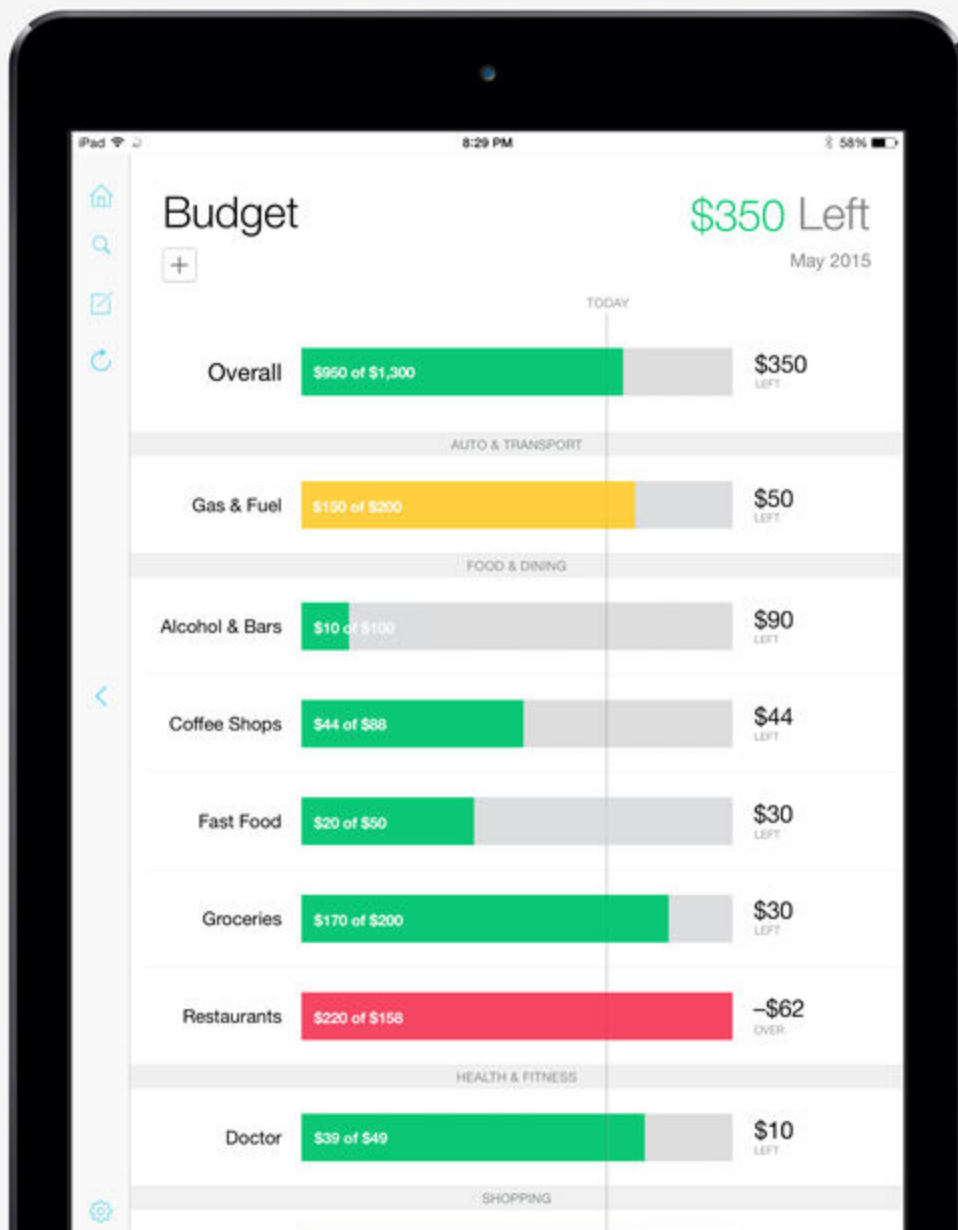 iPad 8:29 PM 58%
Budget $350 Left
+ May 2015
TODAY
Overall $950 of $1,300 $350
LEFT
AUTO & TRANSPORT
Gas & Fuel $150 of $200 $50
LEFT
FOOD & DINING
Alcohol & Bars $10 of $100 $90
LEFT
Coffee Shops $44 of $88 $44
LEFT
Fast Food $20 of $50 $30
LEFT
Groceries $170 of $200 $30
LEFT
Restaurants $220 of $158 –$62
OVER
HEALTH & FITNESS
Doctor $39 of $49 $10
LEFT
SHOPPING